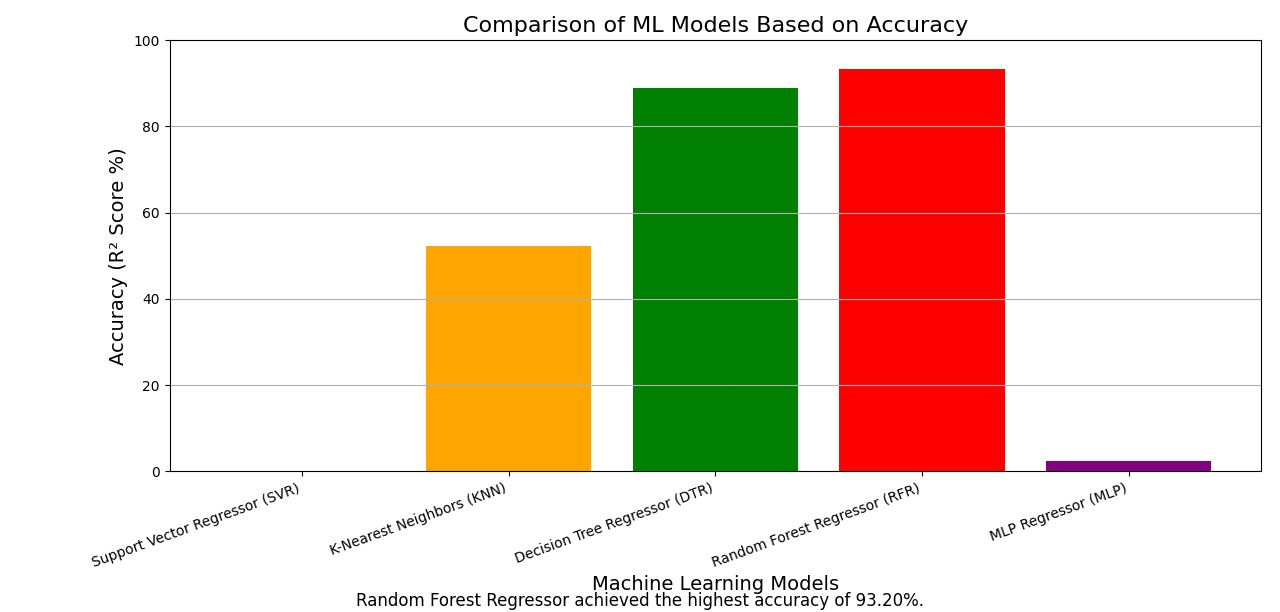 Comparison of ML Models Based on Accuracy
Accuracy (R² Score %)
100
80
60
40
20
0
Support Vector Regressor (SVR)
K-Nearest Neighbors (KNN)
Decision Tree Regressor (DTR)
Random Forest Regressor (RFR)
MLP Regressor (MLP)
Machine Learning Models
Random Forest Regressor achieved the highest accuracy of 93.20%.